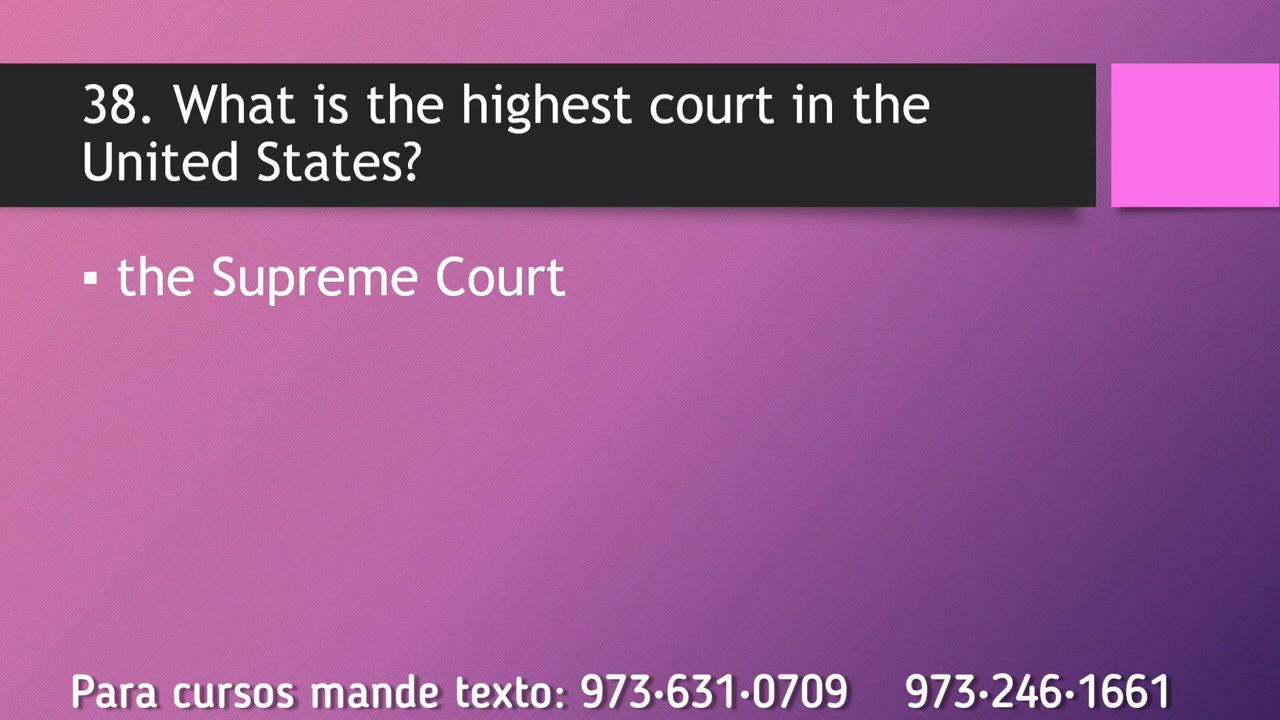 38. What is the highest court in the
United States?
▪ the Supreme Court
Para cursos mande texto: 973·631·0709 973·246·1661